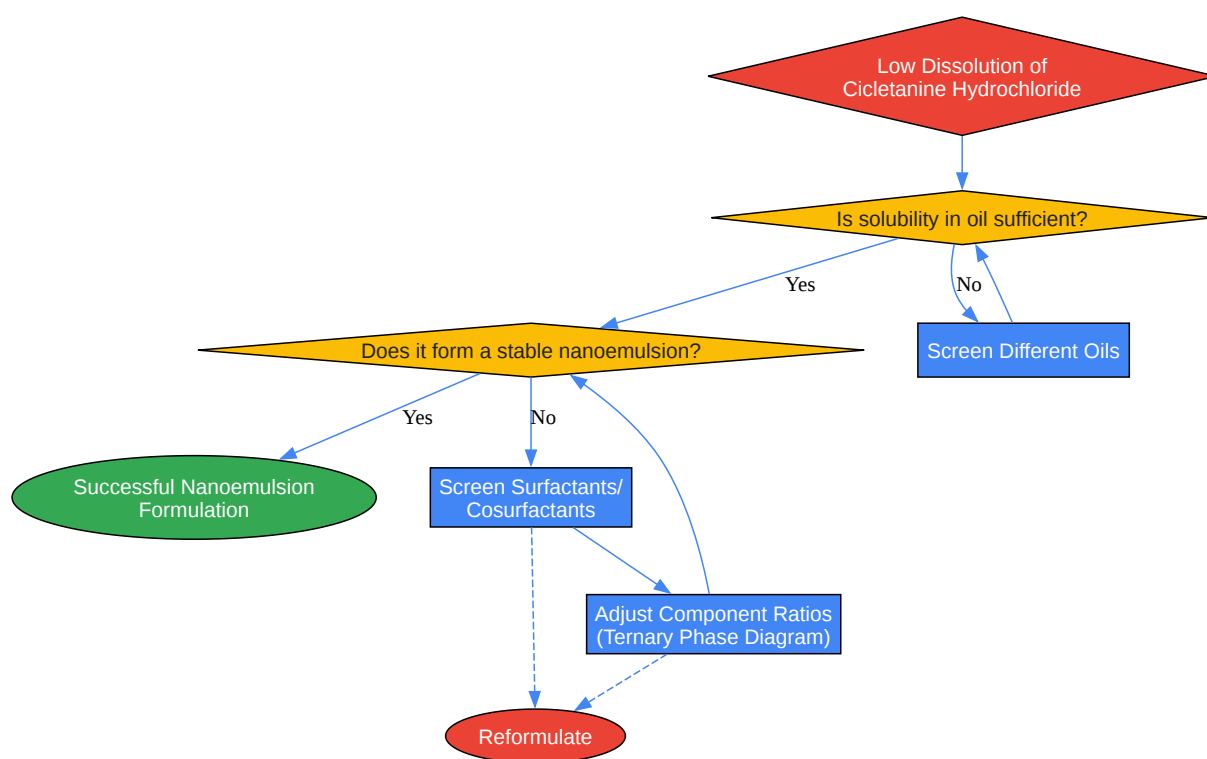 Low Dissolution of
Cicletanine Hydrochloride
Is solubility in oil sufficient?
Yes
No
Does it form a stable nanoemulsion?
Screen Different Oils
Yes
No
Successful Nanoemulsion
Formulation
Screen Surfactants/
Cosurfactants
Adjust Component Ratios
(Ternary Phase Diagram)
Reformulate